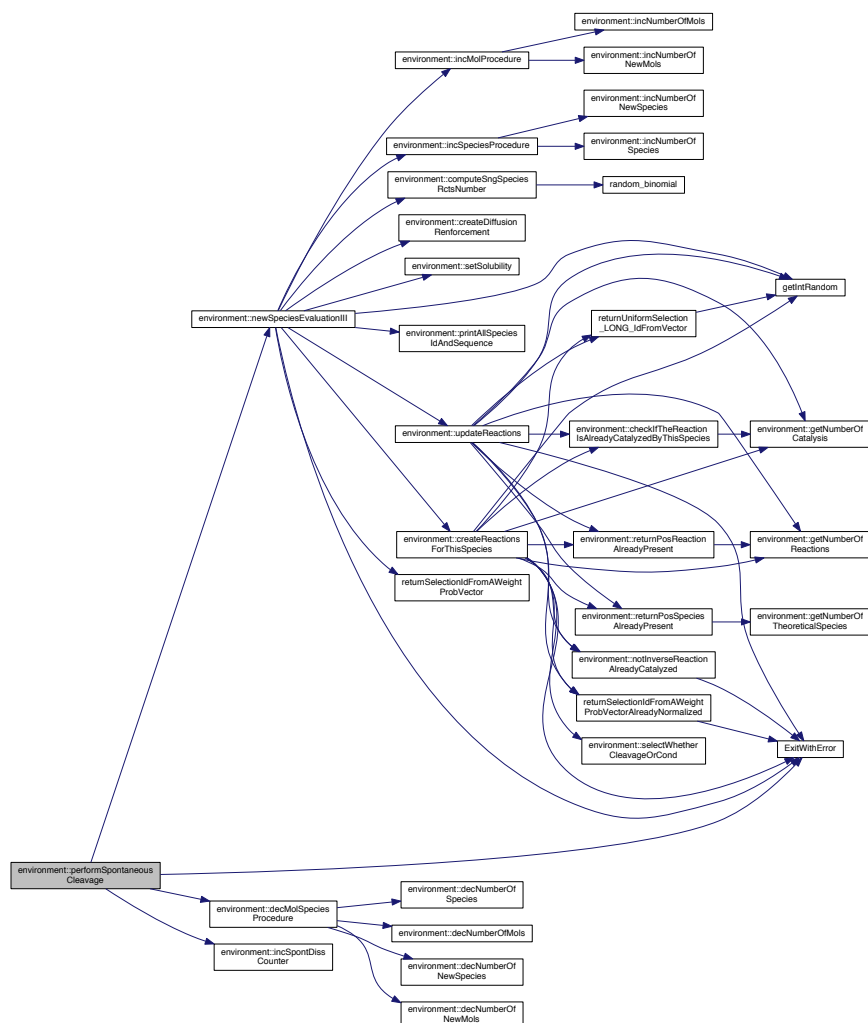 environment::incNumberOfMols
environment::incMolProcedure
environment::incNumberOf
NewMols
environment::incNumberOf
NewSpecies
environment::incSpeciesProcedure
environment::incNumberOf
Species
environment::computeSngSpecies
RctsNumber
random_binomial
environment::createDiffusion
Renforcement
environment::setSolubility
getIntRandom
environment::newSpeciesEvaluationIII
returnUniformSelection
_LONG_IdFromVector
environment::printAllSpecies
IdAndSequence
environment::updateReactions
environment::checkIfTheReaction
IsAlreadyCatalyzedByThisSpecies
environment::getNumberOf
Catalysis
environment::createReactions
ForThisSpecies
environment::returnPosReaction
AlreadyPresent
environment::getNumberOf
Reactions
returnSelectionIdFromAWeight
ProbVector
environment::returnPosSpecies
AlreadyPresent
environment::getNumberOf
TheoreticalSpecies
environment::notInverseReaction
AlreadyCatalyzed
returnSelectionIdFromAWeight
ProbVectorAlreadyNormalized
environment::selectWhether
CleavageOrCond
ExitWithError
environment::performSpontaneous
Cleavage
environment::decMolSpecies
Procedure
environment::decNumberOf
Species
environment::decNumberOfMols
environment::incSpontDiss
Counter
environment::decNumberOf
NewSpecies
environment::decNumberOf
NewMols